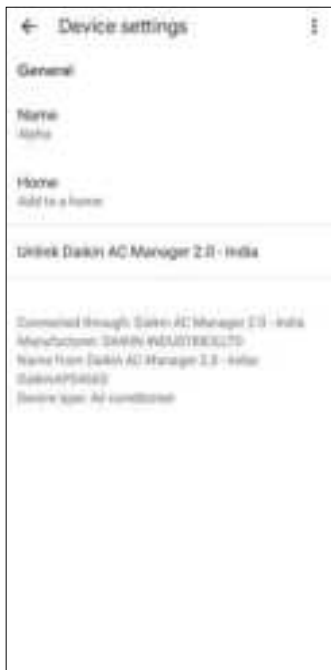 Device settings
General
Name
Alpha
Home
Add to a home
Unlink Daikin AC Manager 2.0 - India
Connected through: Daikin AC Manager 2.0 - India
Manufacturer: DAIKIN INDUSTRIES,LTD
Name from Daikin AC Manager 2.0 - India:
Device type: Air conditioner